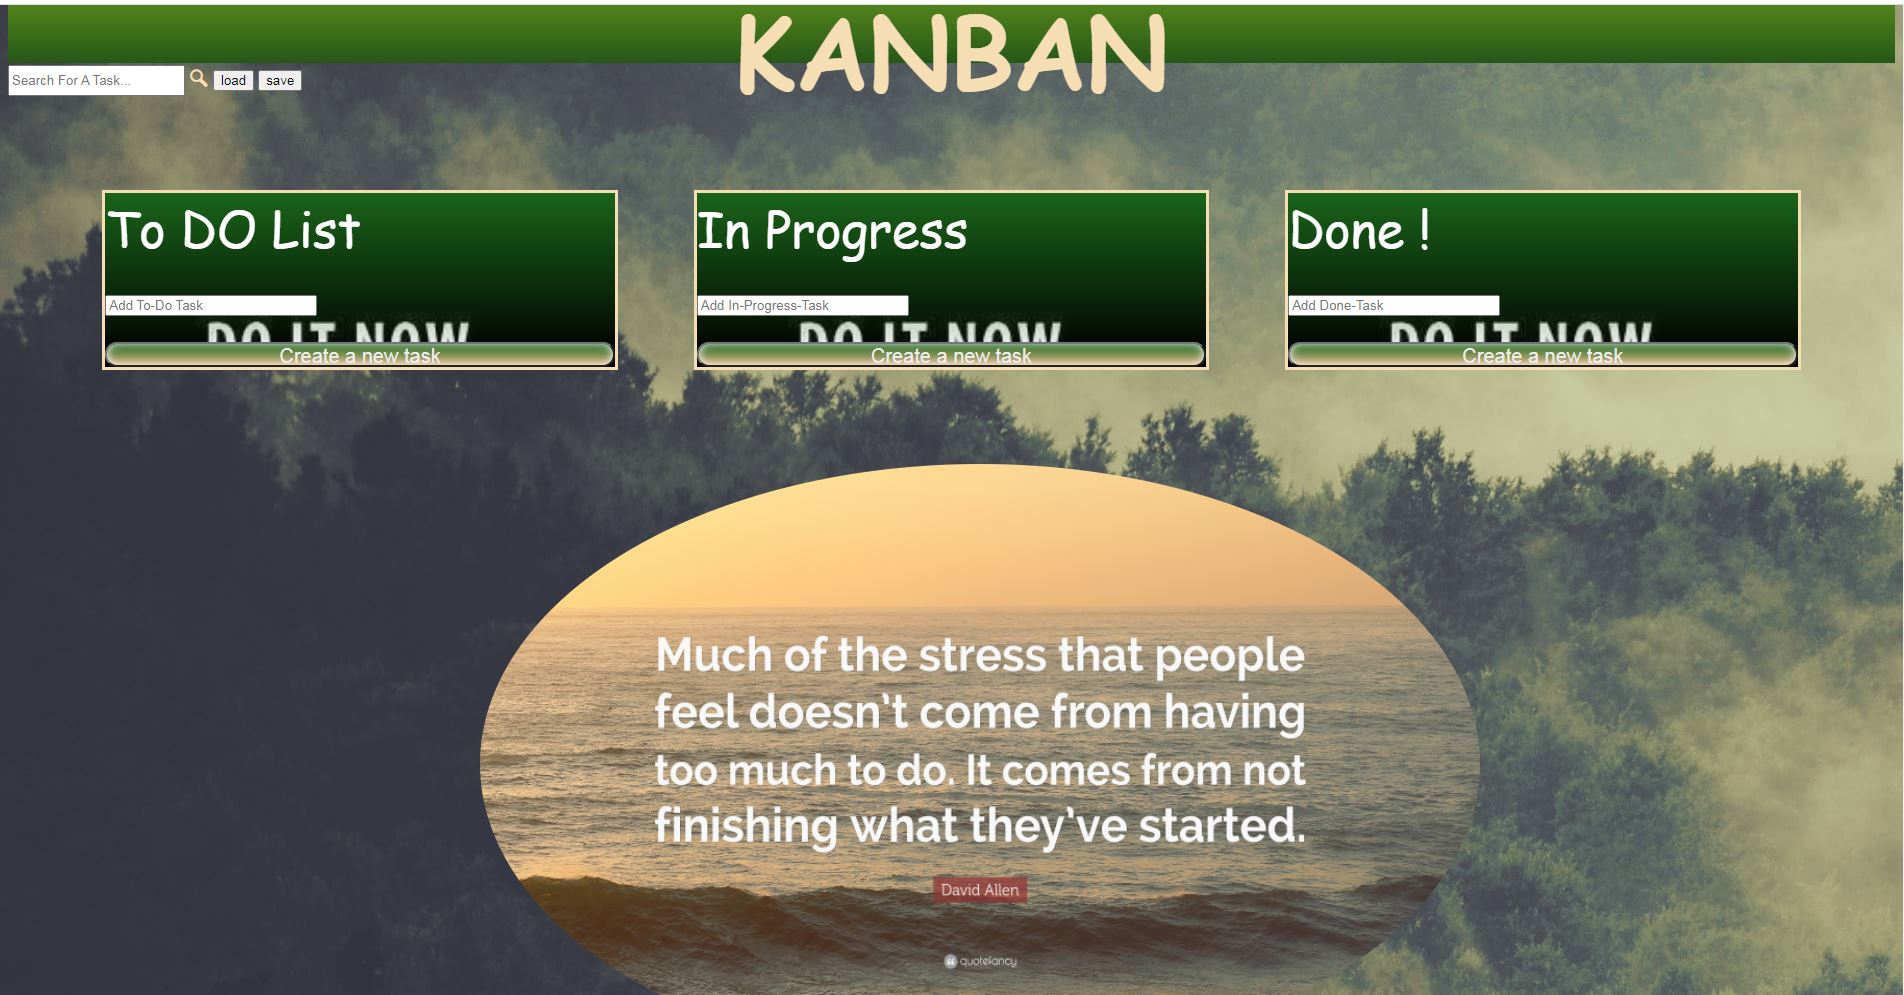 KANBAN
Search For A Task...
load
save
To DO List
In Progress
Done !
Add To-Do Task
Add In-Progress-Task
Add Done-Task
DO IT NOW
DO IT NOW
DO IT NOW
Create a new task
Create a new task
Create a new task
Much of the stress that people
feel doesn’t come from having
too much to do. It comes from not
finishing what they’ve started.
David Allen
quotefancy